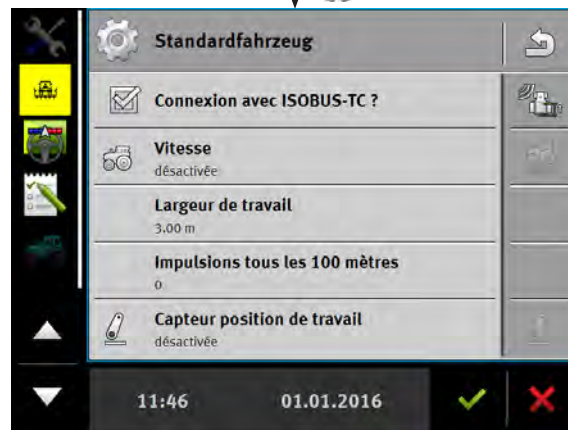 Standardfahrzeug
Connexion avec ISOBUS-TC ?
Vitesse
désactivée
Largeur de travail
3.00 m
Impulsions tous les 100 mètres
0
Capteur position de travail
désactivée
11:46 01.01.2016